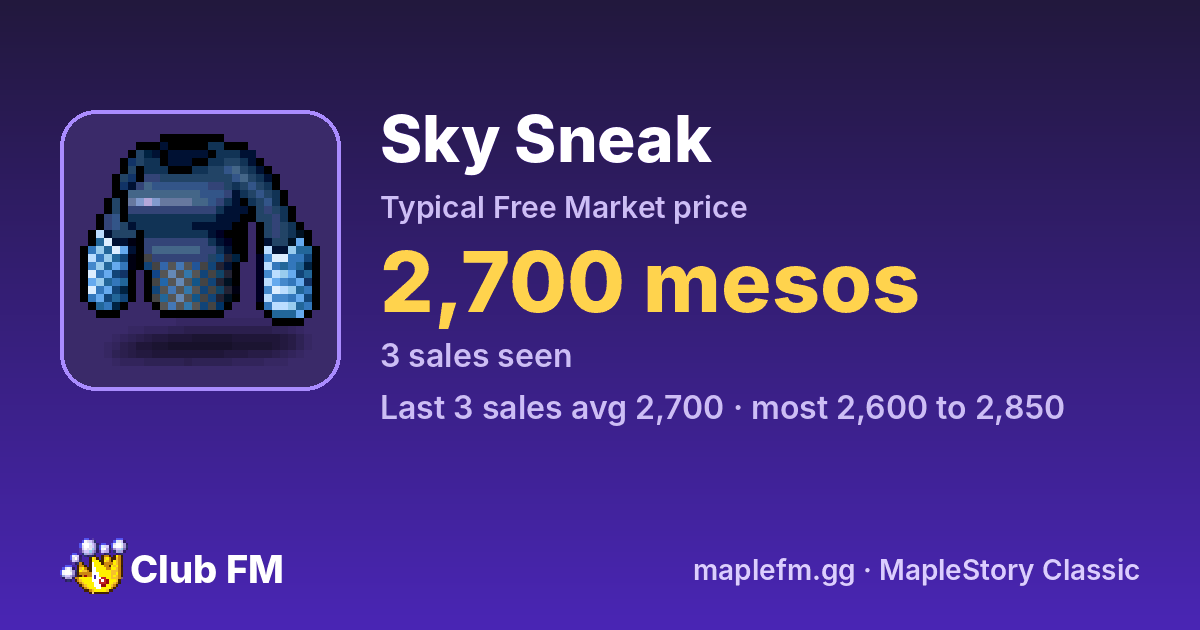 Sky Sneak
Typical Free Market price
2,700 mesos
3 sales seen
Last 3 sales avg 2,700 · most 2,600 to 2,850
Club FM
maplefm.gg · MapleStory Classic